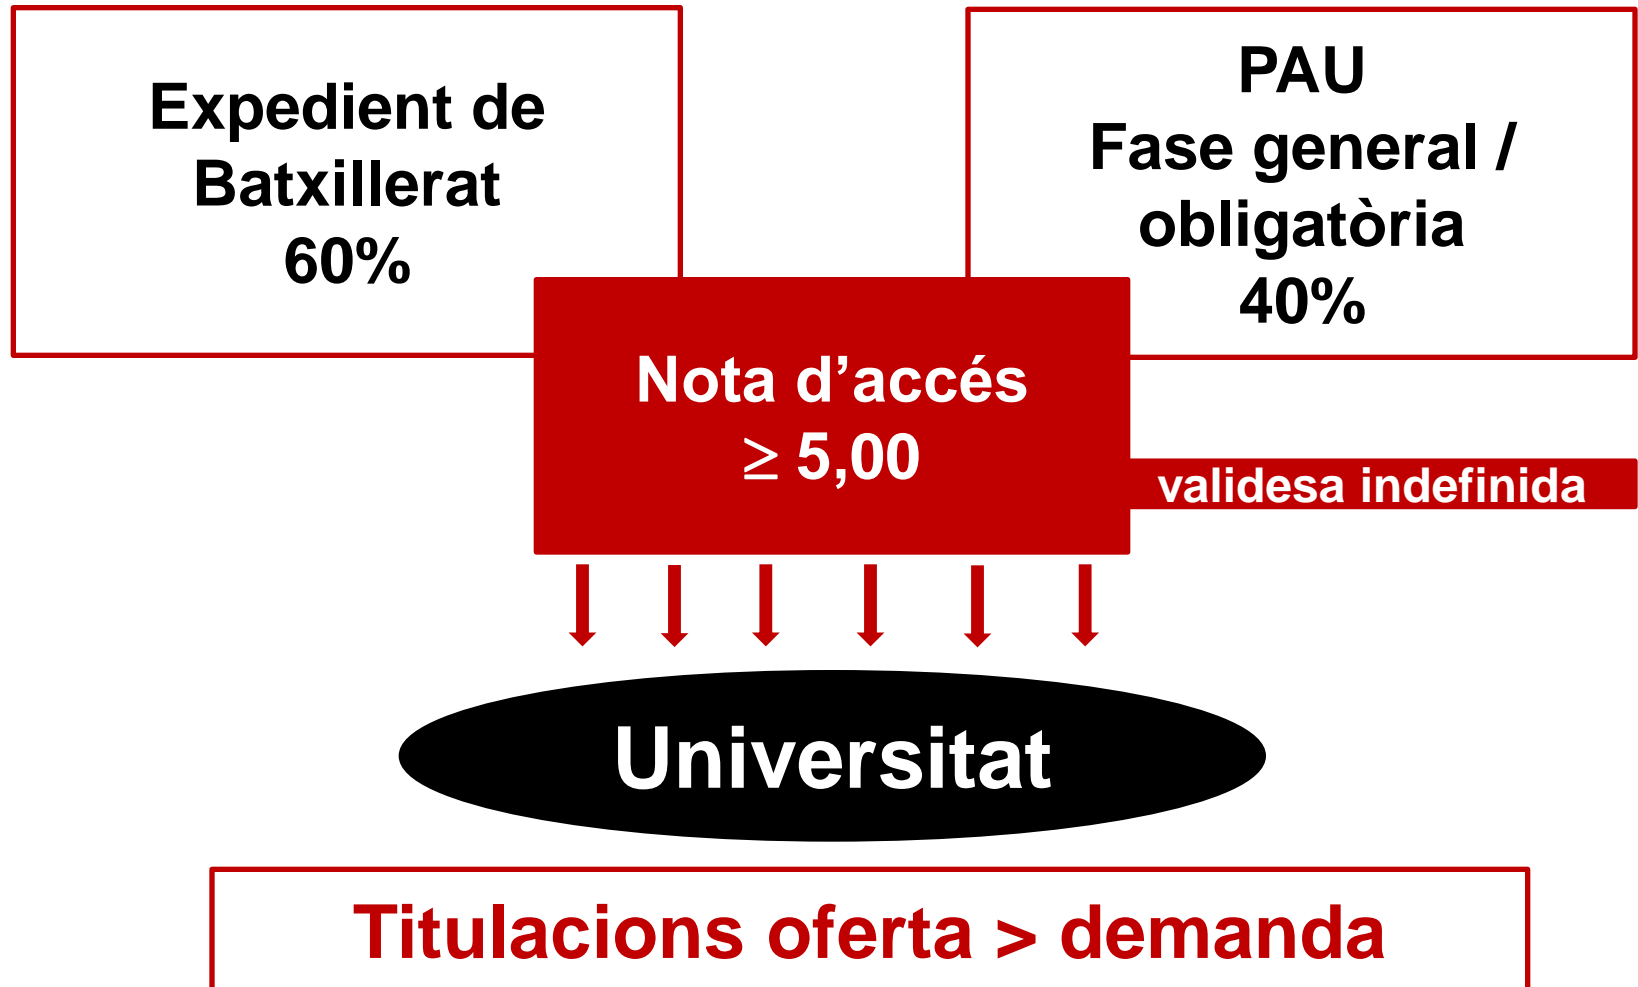 Expedient de
Batxillerat
60%
PAU
Fase general /
obligatòria
40%
Nota d’accés
≥ 5,00
validesa indefinida
Universitat
Titulacions oferta > demanda